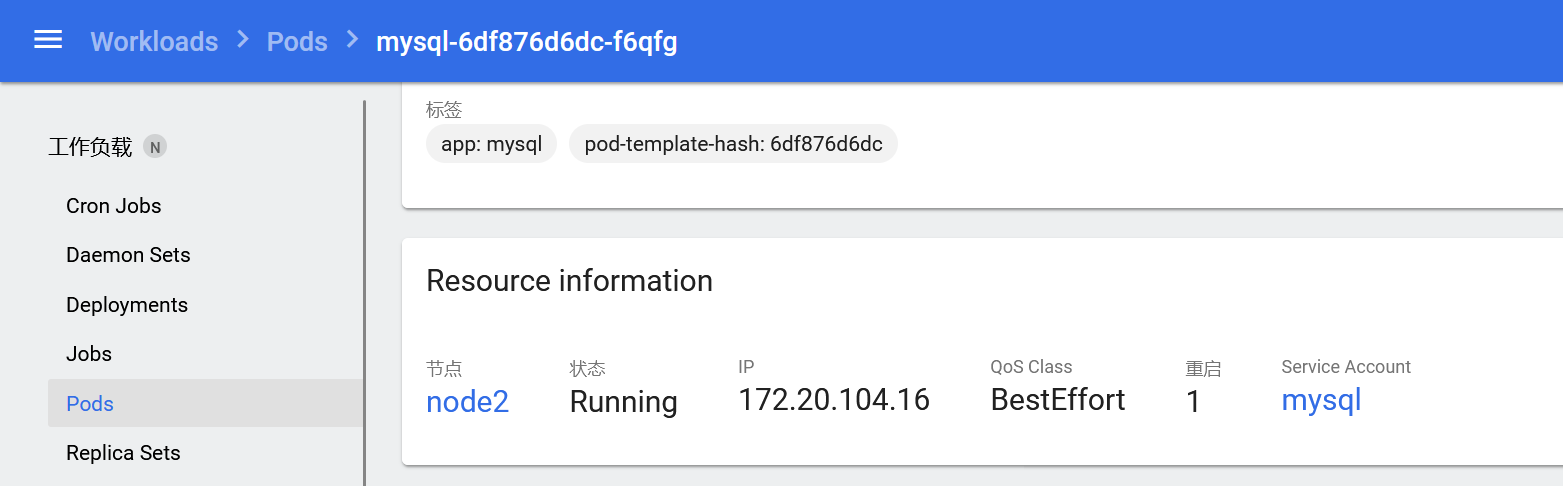 Workloads > Pods > mysql-6df876d6dc-f6qfg
工作负载 N
Cron Jobs
Daemon Sets
Deployments
Jobs
Pods
Replica Sets
标签
app: mysql pod-template-hash: 6df876d6dc
Resource information
节点 状态 IP QoS Class 重启 Service Account
node2 Running 172.20.104.16 BestEffort 1 mysql